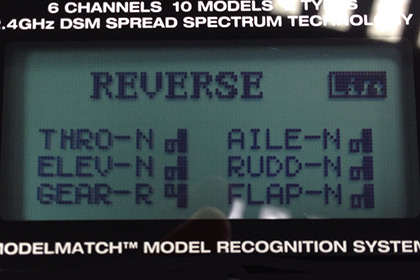 6 CHANNELS 10 MODELS
2.4GHz DSM SPREAD SPECTRUM TECHNOLOGY
REVERSE List
THRO-N AILE-N
ELEV-N RUDD-N
GEAR-R FLAP-N
MODELMATCH™ MODEL RECOGNITION SYSTEM